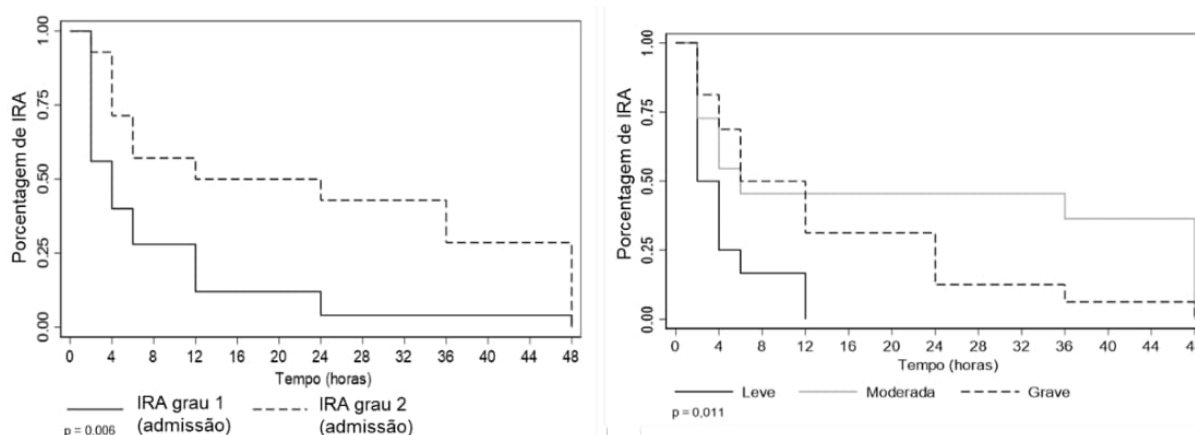 Porcentagem de IRA
1.00
0.75
0.50
0.25
0.00
0 4 8 12 16 20 24 28 32 36 40 44 48
Tempo (horas)
IRA grau 1
(admissão)
IRA grau 2
(admissão)
p = 0.006
Porcentagem de IRA
1.00
0.75
0.50
0.25
0.00
0 4 8 12 16 20 24 28 32 36 40 44 48
Tempo (horas)
Leve Moderada Grave
p = 0,011